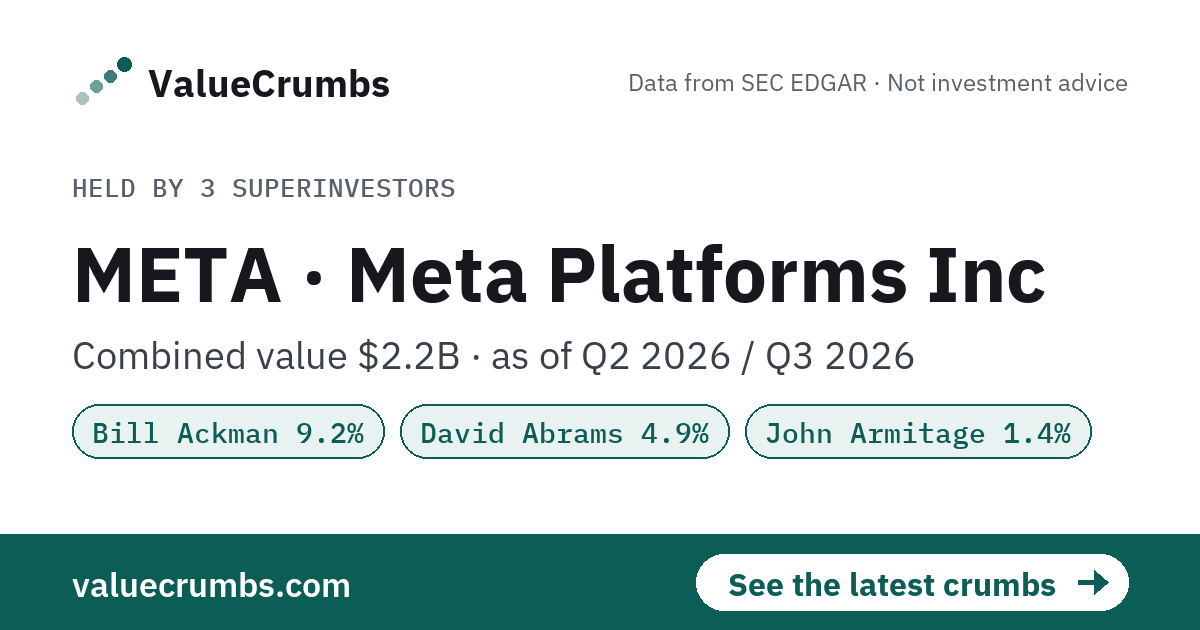 ValueCrumbs
Data from SEC EDGAR · Not investment advice
HELD BY 3 SUPERINVESTORS
META · Meta Platforms Inc
Combined value $2.2B · as of Q2 2026 / Q3 2026
Bill Ackman 9.2%
David Abrams 4.9%
John Armitage 1.4%
valuecrumbs.com
See the latest crumbs →